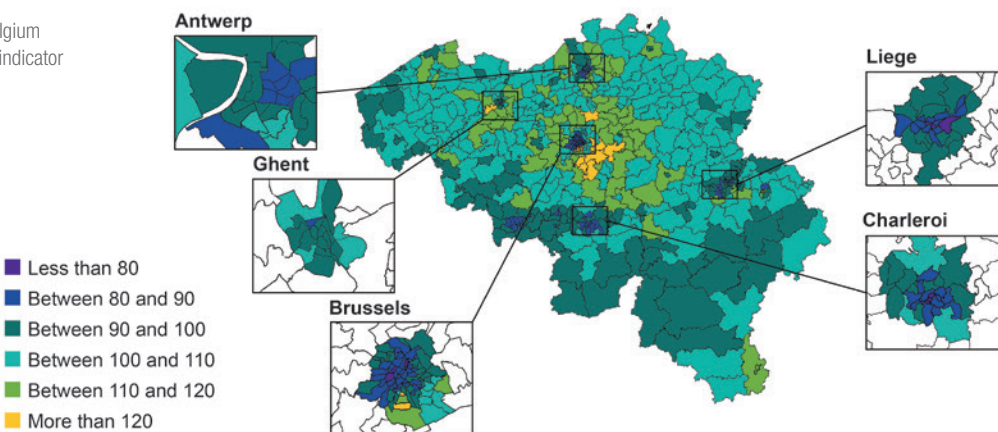 lgium
indicator
Antwerp
Liege
Ghent
Charleroi
Brussels
Less than 80
Between 80 and 90
Between 90 and 100
Between 100 and 110
Between 110 and 120
More than 120